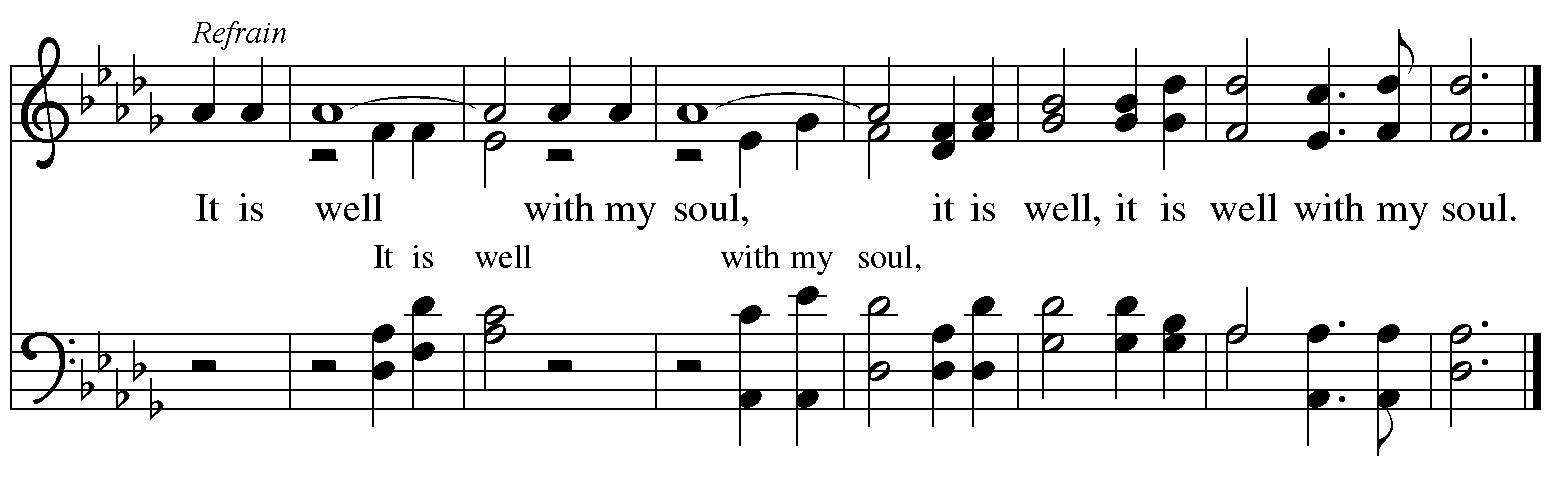 Refrain
It is well with my soul, it is well, it is well with my soul.
It is well with my soul,